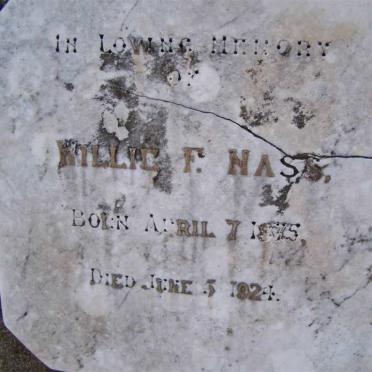 IN LOVING MEMORY
OF
WILLIE F. NASS,
BORN APRIL 7 1875,
DIED JUNE 5 1924.